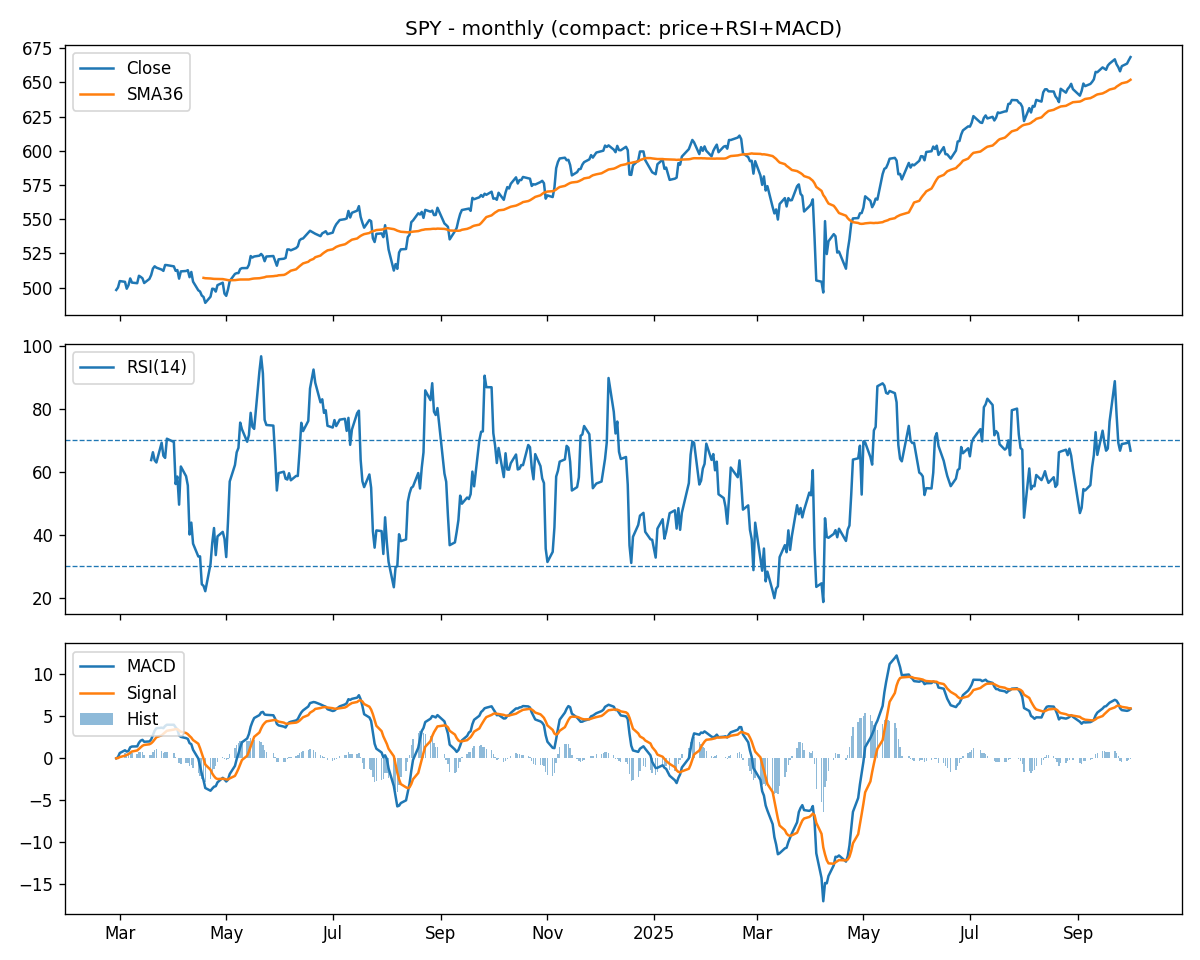 SPY - monthly (compact: price+RSI+MACD)
675
650
625
600
575
550
525
500
Close
SMA36
100
80
60
40
20
RSI(14)
10
5
0
−5
−10
−15
MACD
Signal
Hist
Mar May Jul Sep Nov 2025 Mar May Jul Sep